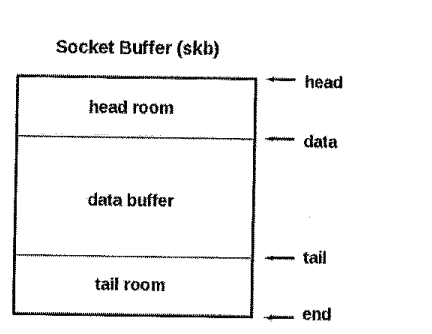 Socket Buffer (skb)
head
head room
data
data buffer
tail
tail room
end